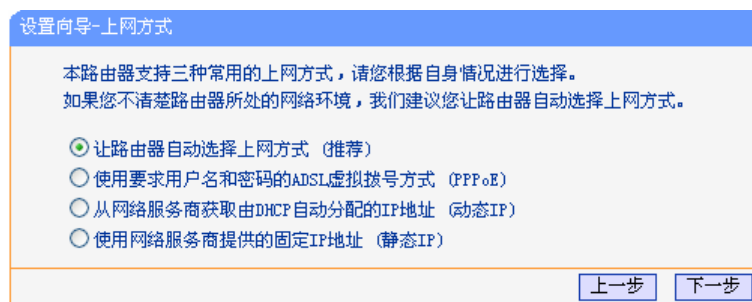 设置向导-上网方式
本路由器支持三种常用的上网方式，请您根据自身情况进行选择。
如果您不清楚路由器所处的网络环境，我们建议您让路由器自动选择上网方式。
让路由器自动选择上网方式（推荐）
使用要求用户名和密码的ADSL虚拟拨号方式（PPPoE）
从网络服务商获取由DHCP自动分配的IP地址（动态IP）
使用网络服务商提供的固定IP地址（静态IP）
上一步 下一步